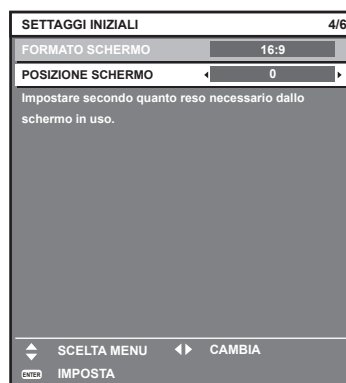 SETTAGGI INIZIALI 4/6
FORMATO SCHERMO 16:9
POSIZIONE SCHERMO 0
Impostare secondo quanto reso necessario dallo
schermo in uso.
SCELTA MENU CAMBIA
ENTER IMPOSTA